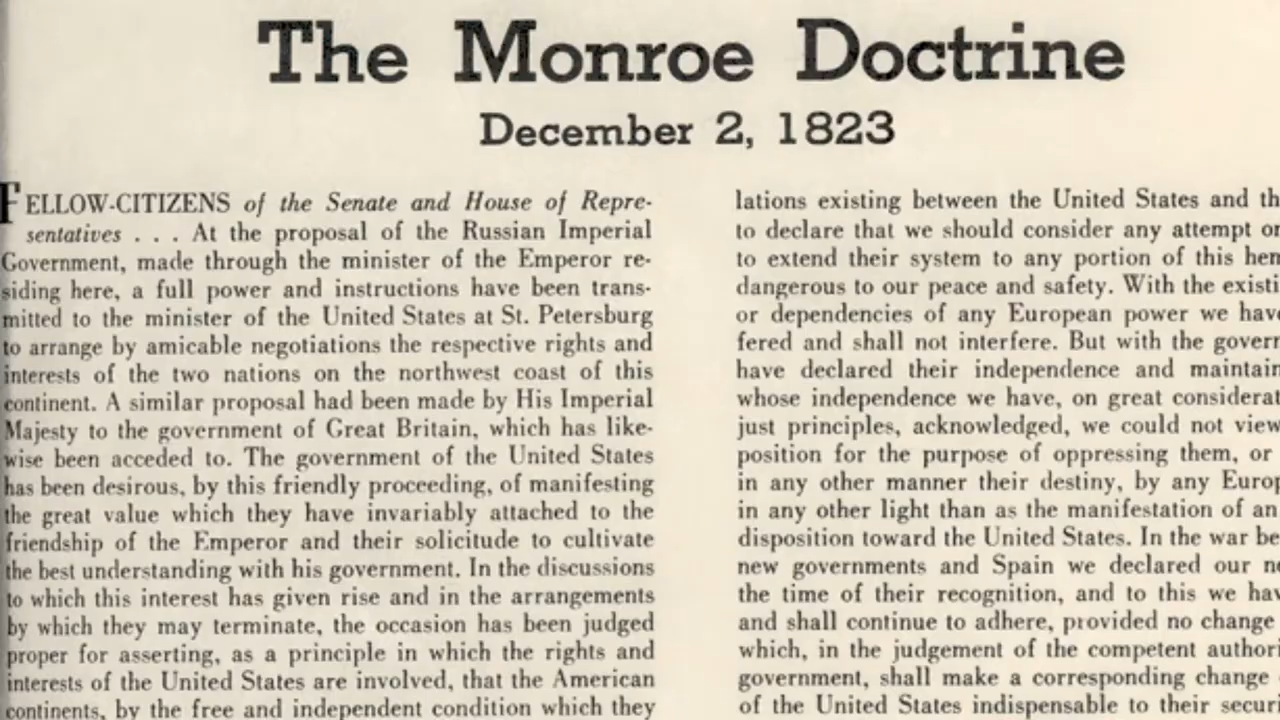 The Monroe Doctrine
December 2, 1823
FELLOW-CITIZENS of the Senate and House of Repre-
sentatives . . . At the proposal of the Russian Imperial
Government, made through the minister of the Emperor re-
siding here, a full power and instructions have been trans-
mitted to the minister of the United States at St. Petersburg
to arrange by amicable negotiations the respective rights and
interests of the two nations on the northwest coast of this
continent. A similar proposal had been made by His Imperial
Majesty to the government of Great Britain, which has like-
wise been acceded to. The government of the United States
has been desirous, by this friendly proceeding, of manifesting
the great value which they have invariably attached to the
friendship of the Emperor and their solicitude to cultivate
the best understanding with his government. In the discussions
to which this interest has given rise and in the arrangements
by which they may terminate, the occasion has been judged
proper for asserting, as a principle in which the rights and
interests of the United States are involved, that the American
continents, by the free and independent condition which they
lations existing between the United States and
to declare that we should consider any attempt
to extend their system to any portion of this
dangerous to our peace and safety. With the
or dependencies of any European power we
fered and shall not interfere. But with the
have declared their independence and
whose independence we have, on great
just principles, acknowledged, we could not view
position for the purpose of oppressing them, or
in any other manner their destiny, by any
in any other light than as the manifestation of an
disposition toward the United States. In the war
new governments and Spain we declared our
the time of their recognition, and to this we
and shall continue to adhere, provided no change
which, in the judgement of the competent
government, shall make a corresponding change
of the United States indispensable to their